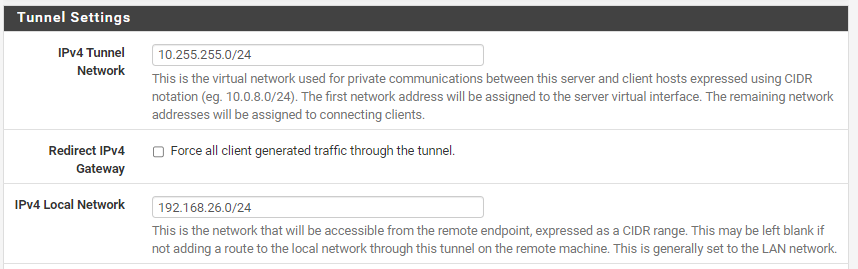 Tunnel Settings
IPv4 Tunnel
Network
10.255.255.0/24
This is the virtual network used for private communications between this server and client hosts expressed using CIDR
notation (eg. 10.0.8.0/24). The first network address will be assigned to the server virtual interface. The remaining network
addresses will be assigned to connecting clients.
Redirect IPv4
Gateway
Force all client generated traffic through the tunnel.
IPv4 Local Network
192.168.26.0/24
This is the network that will be accessible from the remote endpoint, expressed as a CIDR range. This may be left blank if
not adding a route to the local network through this tunnel on the remote machine. This is generally set to the LAN network.